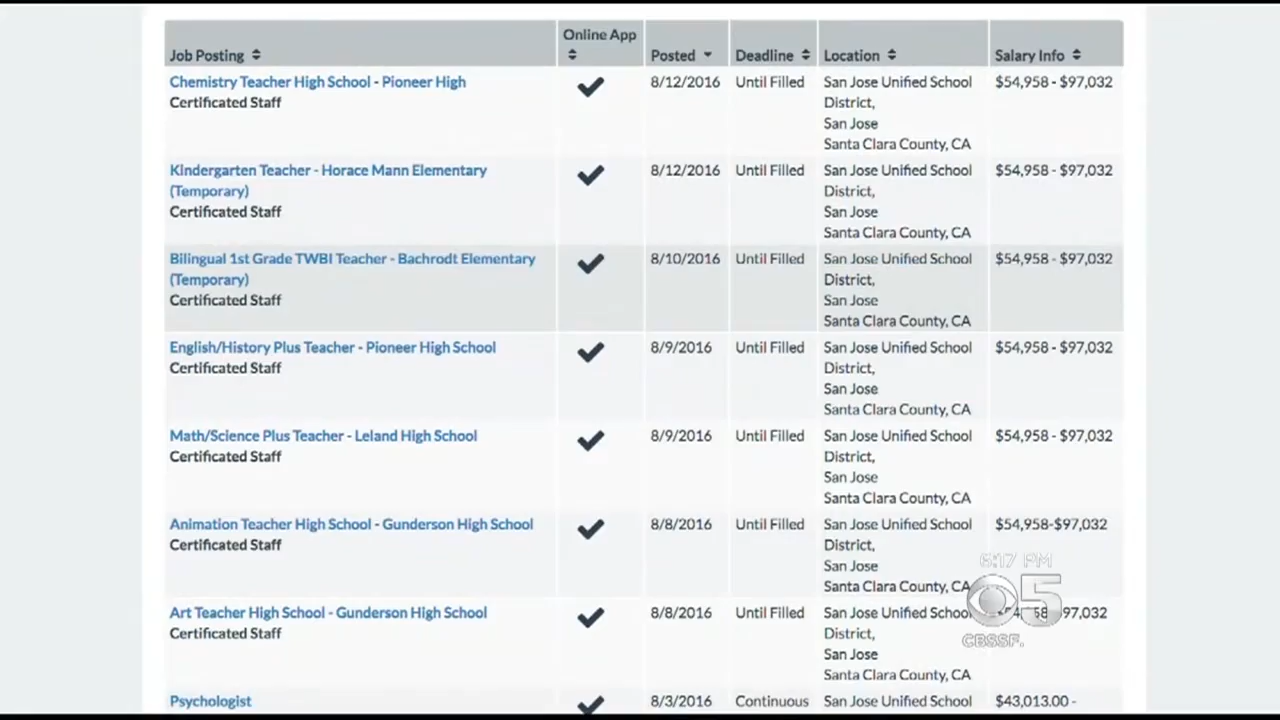 Job Posting Online App Posted Deadline Location Salary Info
Chemistry Teacher High School - Pioneer High 8/12/2016 Until Filled San Jose Unified School $54,958 - $97,032
Certificated Staff District,
San Jose
Santa Clara County, CA
Kindergarten Teacher - Horace Mann Elementary 8/12/2016 Until Filled San Jose Unified School $54,958 - $97,032
(Temporary) District,
Certificated Staff San Jose
Santa Clara County, CA
Bilingual 1st Grade TWBI Teacher - Bachrodt Elementary 8/10/2016 Until Filled San Jose Unified School $54,958 - $97,032
(Temporary) District,
Certificated Staff San Jose
Santa Clara County, CA
English/History Plus Teacher - Pioneer High School 8/9/2016 Until Filled San Jose Unified School $54,958 - $97,032
Certificated Staff District,
San Jose
Santa Clara County, CA
Math/Science Plus Teacher - Leland High School 8/9/2016 Until Filled San Jose Unified School $54,958 - $97,032
Certificated Staff District,
San Jose
Santa Clara County, CA
Animation Teacher High School - Gunderson High School 8/8/2016 Until Filled San Jose Unified School $54,958-$97,032
Certificated Staff District,
San Jose
6:17 PM
Santa Clara County, CA
5
Art Teacher High School - Gunderson High School 8/8/2016 Until Filled San Jose Unified School 97,032
Certificated Staff District,
CBSSF.
San Jose
Santa Clara County, CA
Psychologist 8/3/2016 Continuous San Jose Unified School $43,013.00 -